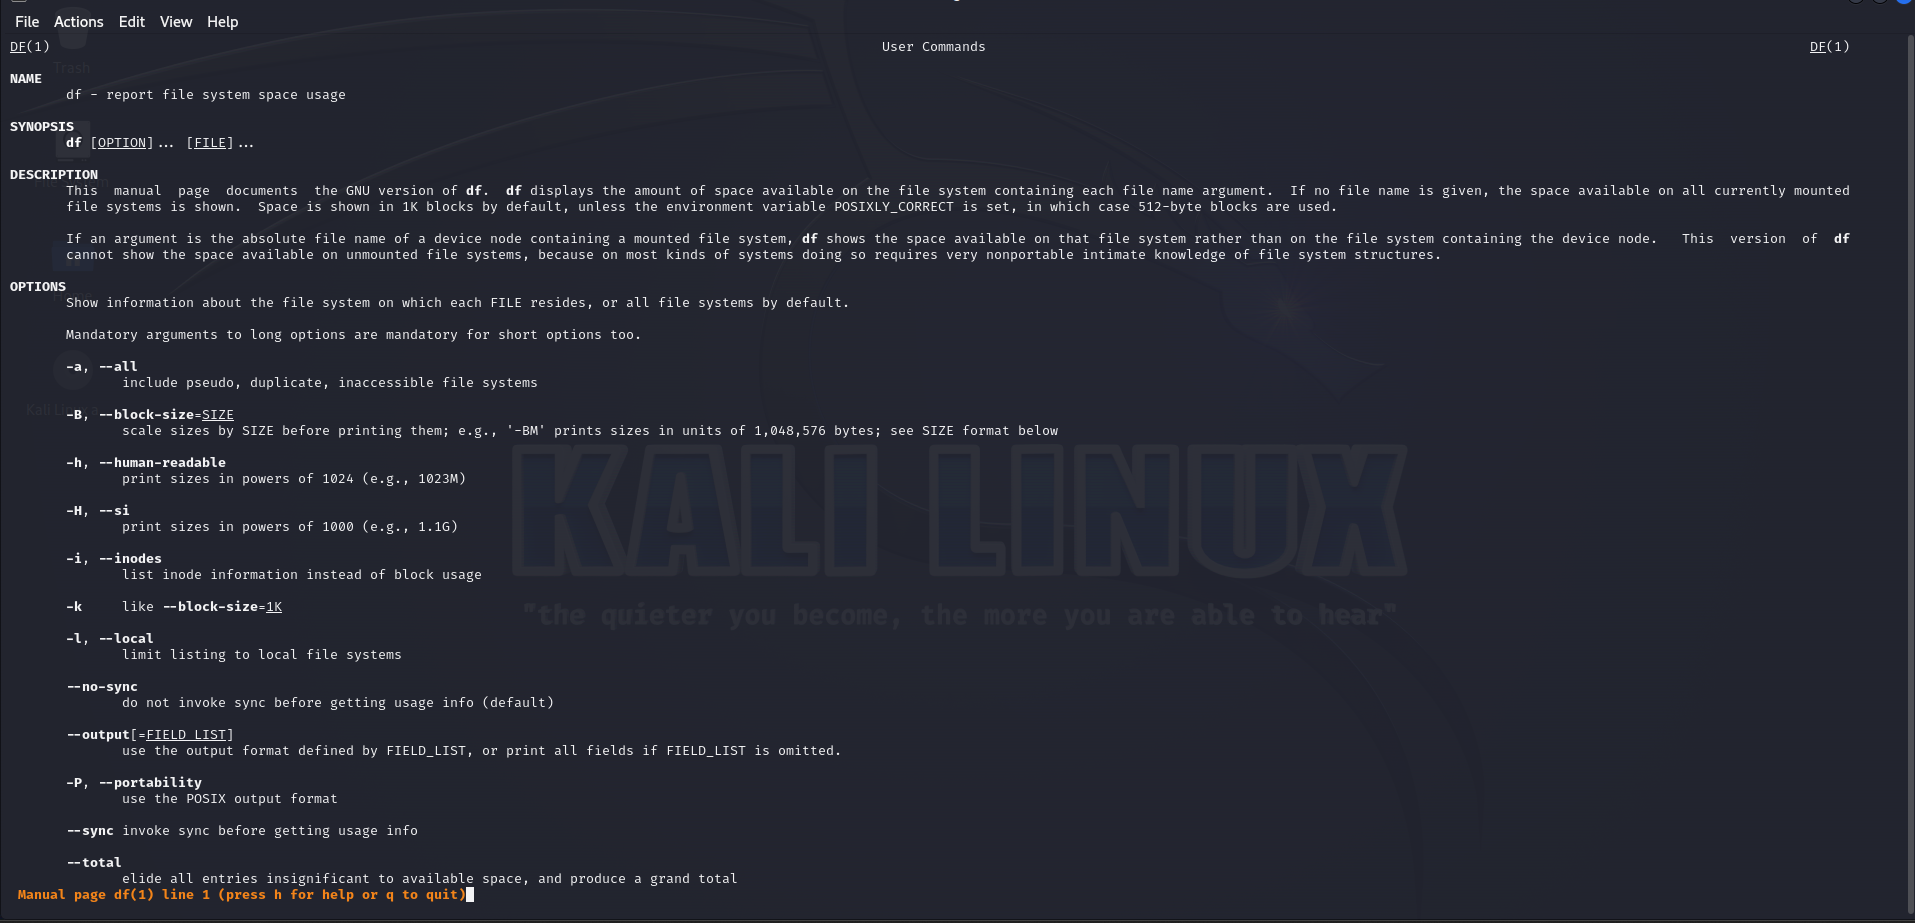 File Actions Edit View Help
DF(1) User Commands DF(1)
Trash
NAME
df - report file system space usage
SYNOPSIS
df [OPTION]... [FILE]...
DESCRIPTION
This manual page documents the GNU version of df. df displays the amount of space available on the file system containing each file name argument. If no file name is given, the space available on all currently mounted
file systems is shown. Space is shown in 1K blocks by default, unless the environment variable POSIXLY_CORRECT is set, in which case 512-byte blocks are used.
If an argument is the absolute file name of a device node containing a mounted file system, df shows the space available on that file system rather than on the file system containing the device node. This version of df
cannot show the space available on unmounted file systems, because on most kinds of systems doing so requires very nonportable intimate knowledge of file system structures.
OPTIONS
Show information about the file system on which each FILE resides, or all file systems by default.
Mandatory arguments to long options are mandatory for short options too.
-a, --all
include pseudo, duplicate, inaccessible file systems
-B, --block-size=SIZE
scale sizes by SIZE before printing them; e.g., '-BM' prints sizes in units of 1,048,576 bytes; see SIZE format below
-h, --human-readable
print sizes in powers of 1024 (e.g., 1023M)
-H, --si
print sizes in powers of 1000 (e.g., 1.1G)
-i, --inodes
list inode information instead of block usage
KALI LINUX
-k like --block-size=1K
"the quieter you become, the more you are able to hear"
-l, --local
limit listing to local file systems
--no-sync
do not invoke sync before getting usage info (default)
--output[=FIELD_LIST]
use the output format defined by FIELD_LIST, or print all fields if FIELD_LIST is omitted.
-P, --portability
use the POSIX output format
--sync invoke sync before getting usage info
--total
elide all entries insignificant to available space, and produce a grand total
Manual page df(1) line 1 (press h for help or q to quit)